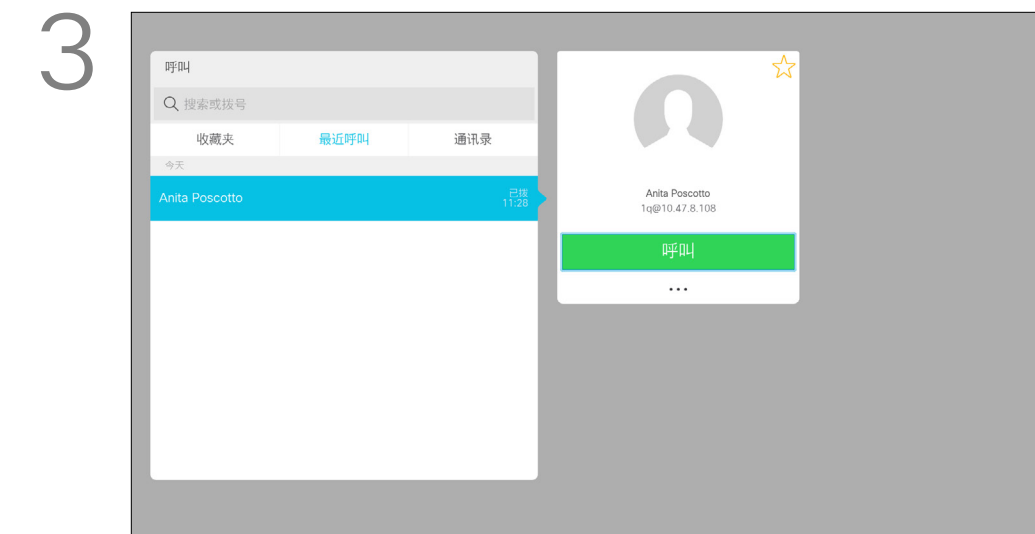 3
呼叫
搜索或拨号
收藏夹 最近呼叫 通讯录
今天
Anita Poscotto 已拨 11:28
Anita Poscotto
1q@10.47.8.108
呼叫
...